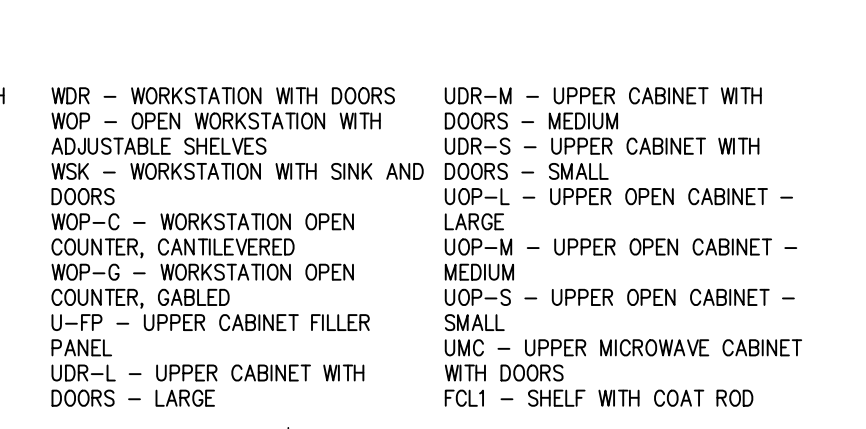 WDR – WORKSTATION WITH DOORS
WOP – OPEN WORKSTATION WITH
ADJUSTABLE SHELVES
WSK – WORKSTATION WITH SINK AND
DOORS
WOP–C – WORKSTATION OPEN
COUNTER, CANTILEVERED
WOP–G – WORKSTATION OPEN
COUNTER, GABLED
U–FP – UPPER CABINET FILLER
PANEL
UDR–L – UPPER CABINET WITH
DOORS – LARGE
UDR–M – UPPER CABINET WITH
DOORS – MEDIUM
UDR–S – UPPER CABINET WITH
DOORS – SMALL
UOP–L – UPPER OPEN CABINET –
LARGE
UOP–M – UPPER OPEN CABINET –
MEDIUM
UOP–S – UPPER OPEN CABINET –
SMALL
UMC – UPPER MICROWAVE CABINET
WITH DOORS
FCL1 – SHELF WITH COAT ROD